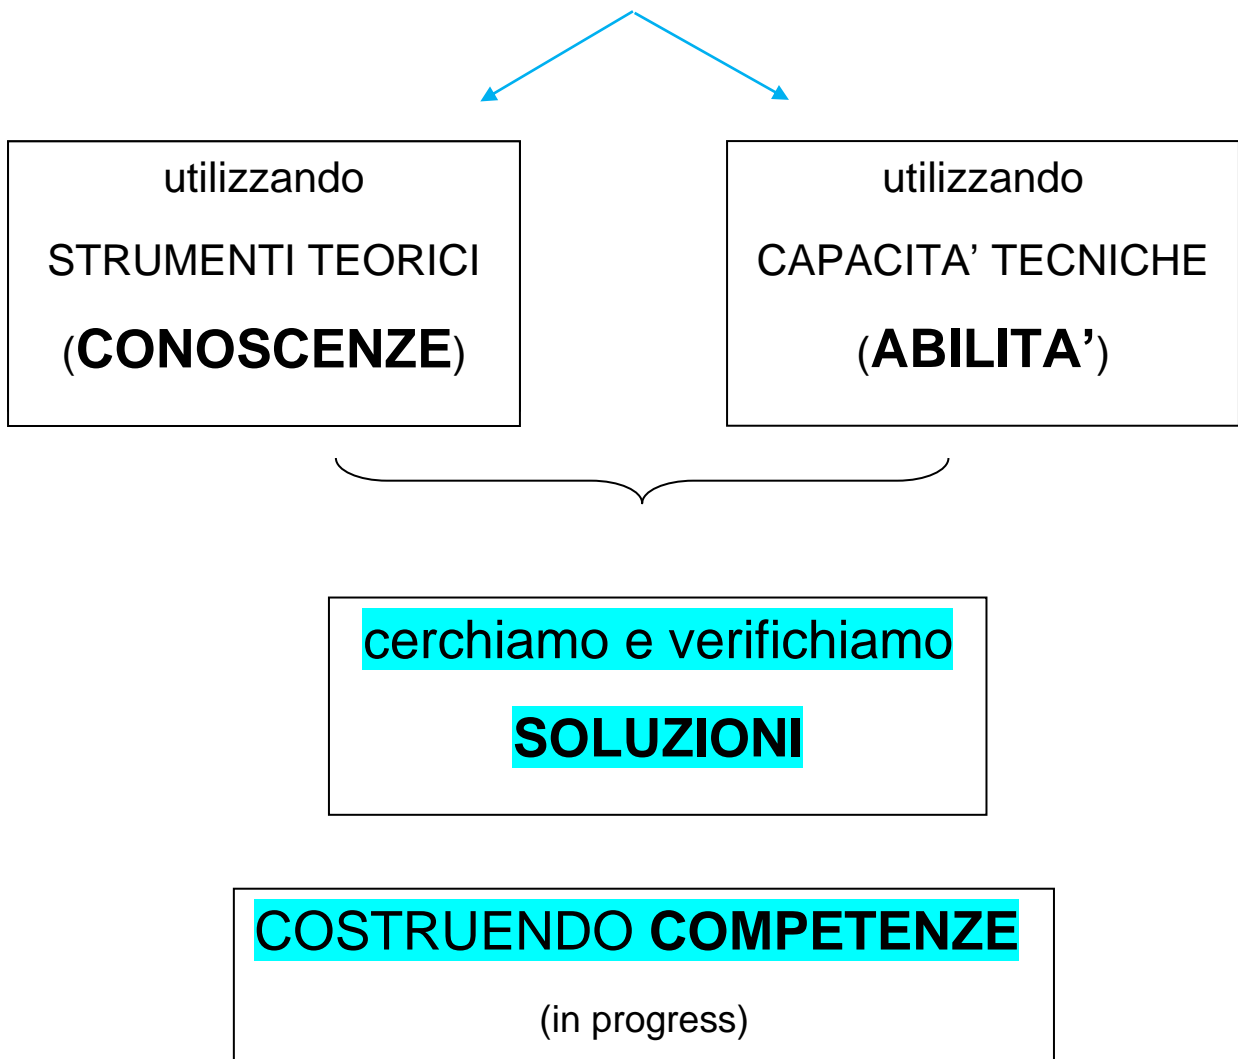 utilizzando
STRUMENTI TEORICI
(CONOSCENZE)
utilizzando
CAPACITA’ TECNICHE
(ABILITA’)
cerchiamo e verifichiamo
SOLUZIONI
COSTRUENDO COMPETENZE
(in progress)